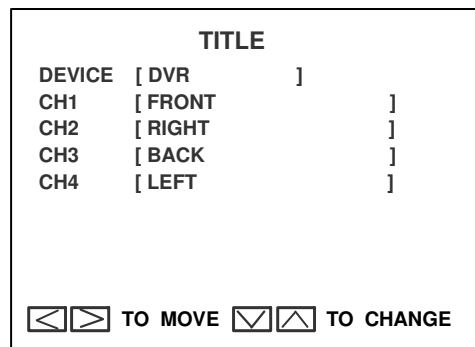 TITLE
DEVICE [ DVR ]
CH1 [ FRONT ]
CH2 [ RIGHT ]
CH3 [ BACK ]
CH4 [ LEFT ]
TO MOVE TO CHANGE